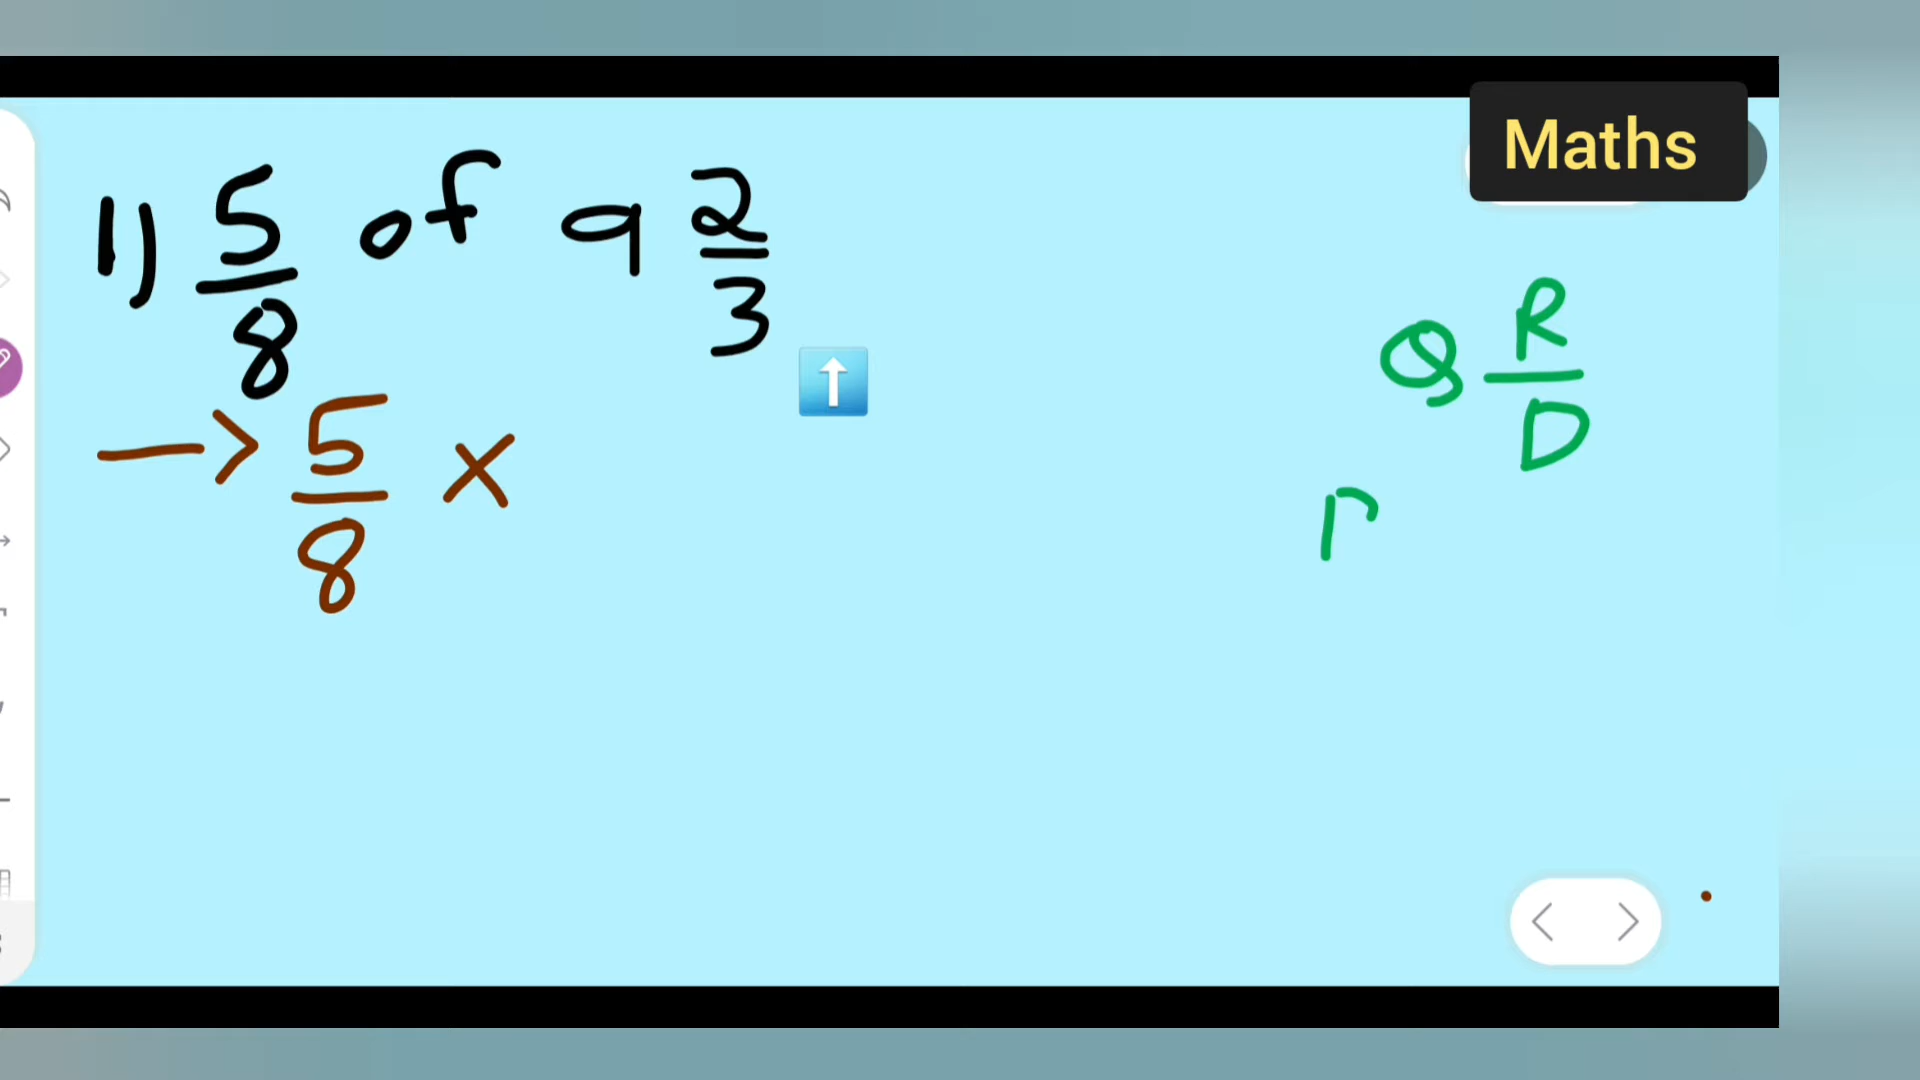 Maths
1) 5/8 of 9 2/3
→ 5/8 ×
Q R/D